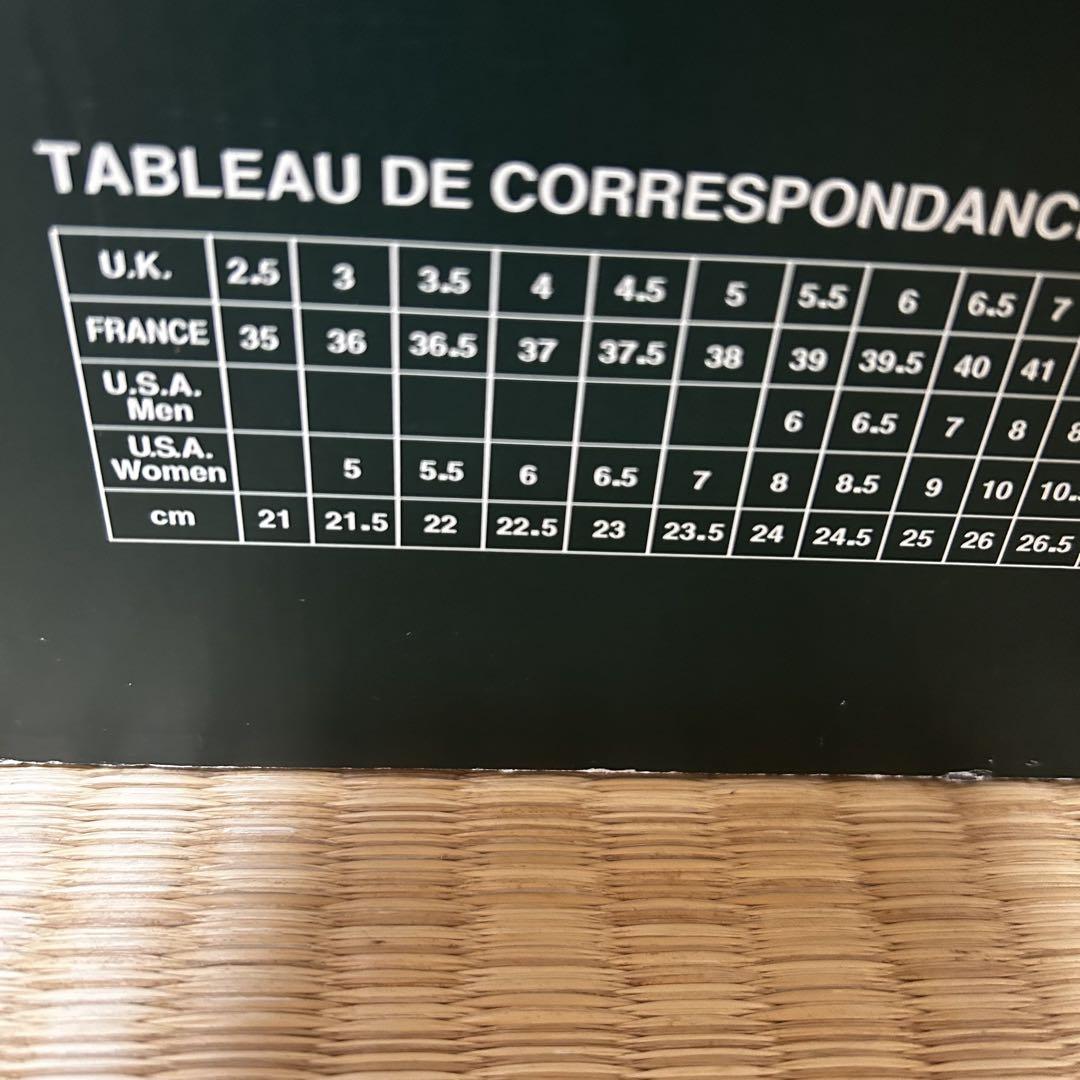 TABLEAU DE CORRESPONDANC
U.K. 2.5 3 3.5 4 4.5 5 5.5 6 6.5 7
FRANCE 35 36 36.5 37 37.5 38 39 39.5 40 41
U.S.A. Men 6 6.5 7 8
U.S.A. Women 5 5.5 6 6.5 7 8 8.5 9 10 10.
cm 21 21.5 22 22.5 23 23.5 24 24.5 25 26 26.5